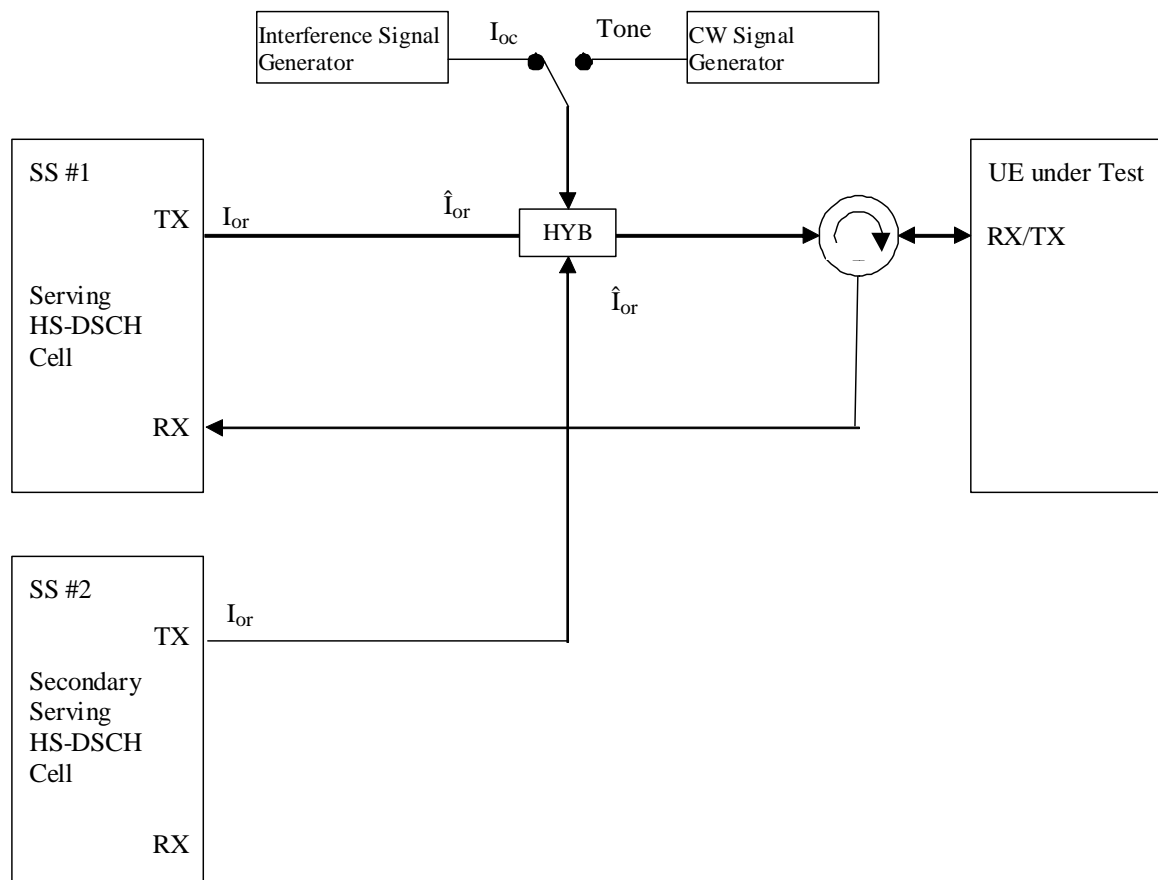 Interference Signal
Generator
I_oc
Tone
CW Signal
Generator
SS #1
TX
I_or
Î_or
HYB
UE under Test
RX/TX
Î_or
Serving
HS-DSCH
Cell
RX
SS #2
TX
I_or
Secondary
Serving
HS-DSCH
Cell
RX